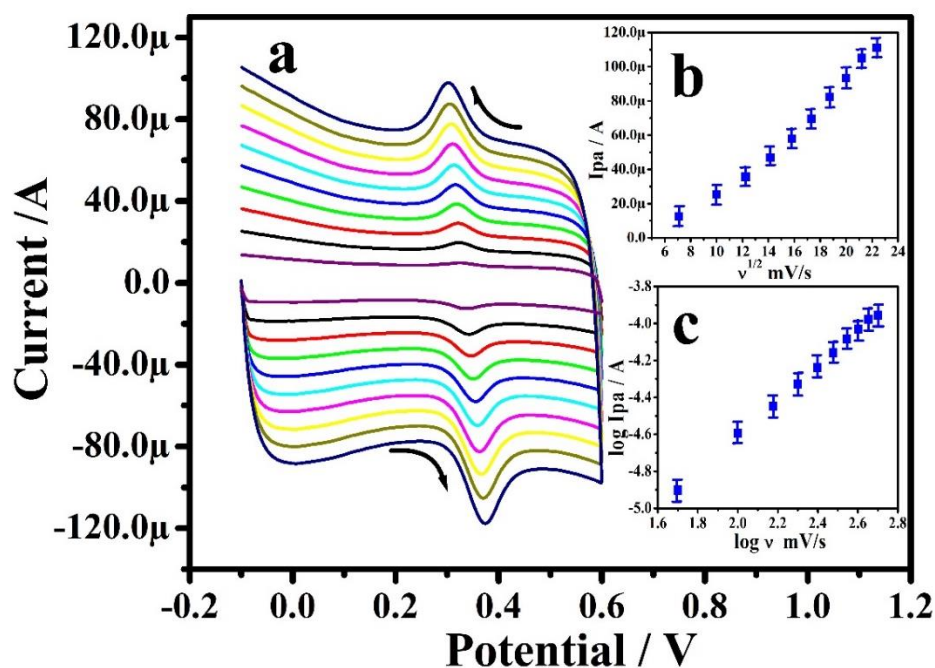 a
120.0µ
80.0µ
40.0µ
0.0
-40.0µ
-80.0µ
-120.0µ
Current /A
-0.2 0.0 0.2 0.4 0.6 0.8 1.0 1.2
Potential / V
b
120.0µ
100.0µ
80.0µ
60.0µ
40.0µ
20.0µ
0.0
Ipa / A
6 8 10 12 14 16 18 20 22 24
ν1/2 mV/s
c
-3.8
-4.0
-4.2
-4.4
-4.6
-4.8
-5.0
log Ipa / A
1.6 1.8 2.0 2.2 2.4 2.6 2.8
log ν mV/s